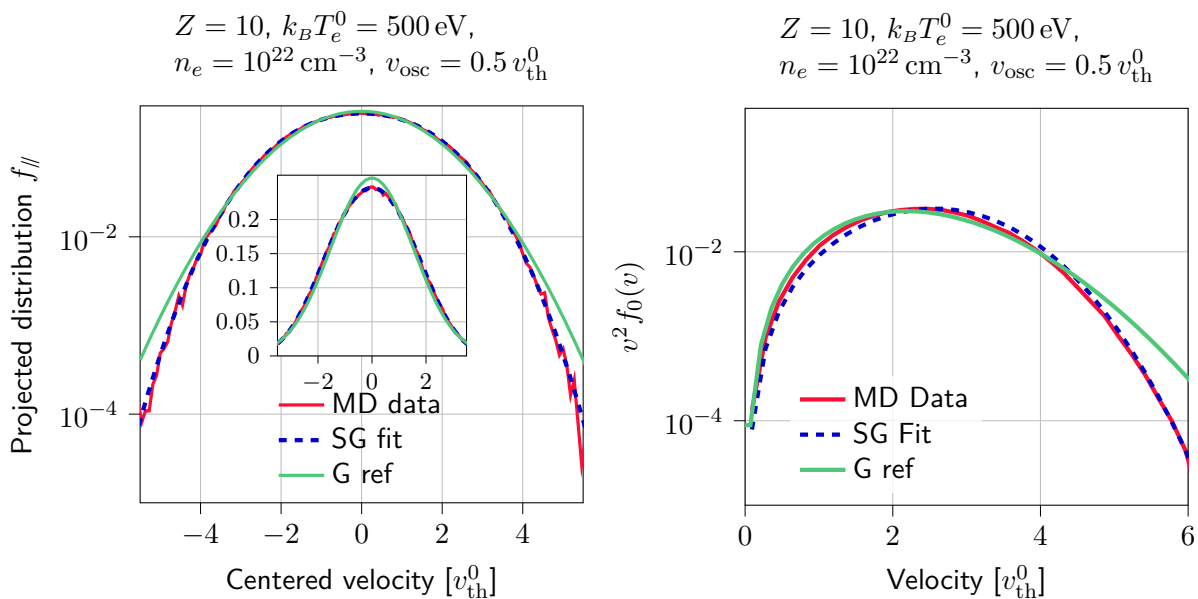 Z = 10, k_B T_e^0 = 500 eV,
n_e = 10^22 cm^−3, v_osc = 0.5 v_th^0
Projected distribution f_//
10^−2
10^−4
−4
−2
0
2
4
Centered velocity [v_th^0]
0.2
0.15
0.1
0.05
0
−2
0
2
MD data
SG fit
G ref
Z = 10, k_B T_e^0 = 500 eV,
n_e = 10^22 cm^−3, v_osc = 0.5 v_th^0
v^2 f_0(v)
10^−2
10^−4
0
2
4
6
Velocity [v_th^0]
MD Data
SG Fit
G ref